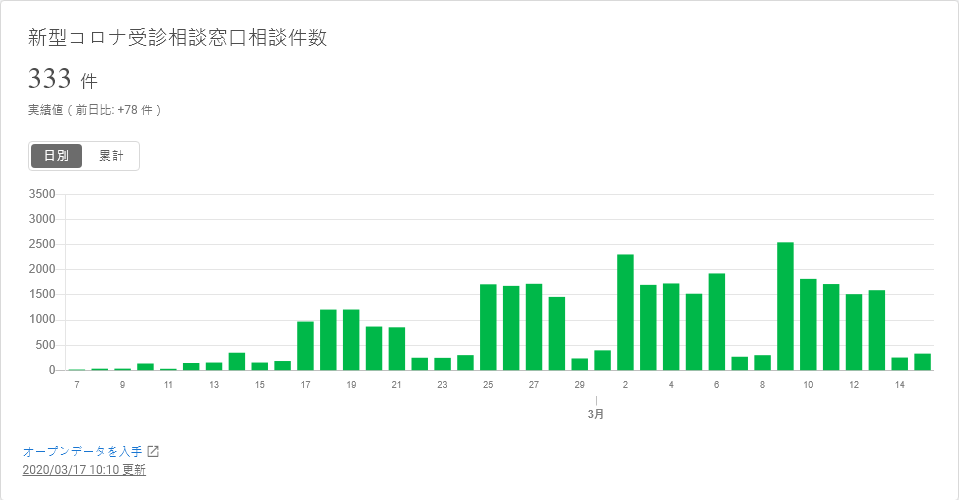 新型コロナ受診相談窓口相談件数
333 件
実績値 ( 前日比: +78 件 )
日別 累計
3500
3000
2500
2000
1500
1000
500
0
7 9 11 13 15 17 19 21 23 25 27 29 2 4 6 8 10 12 14
3月
オープンデータを入手
2020/03/17 10:10 更新